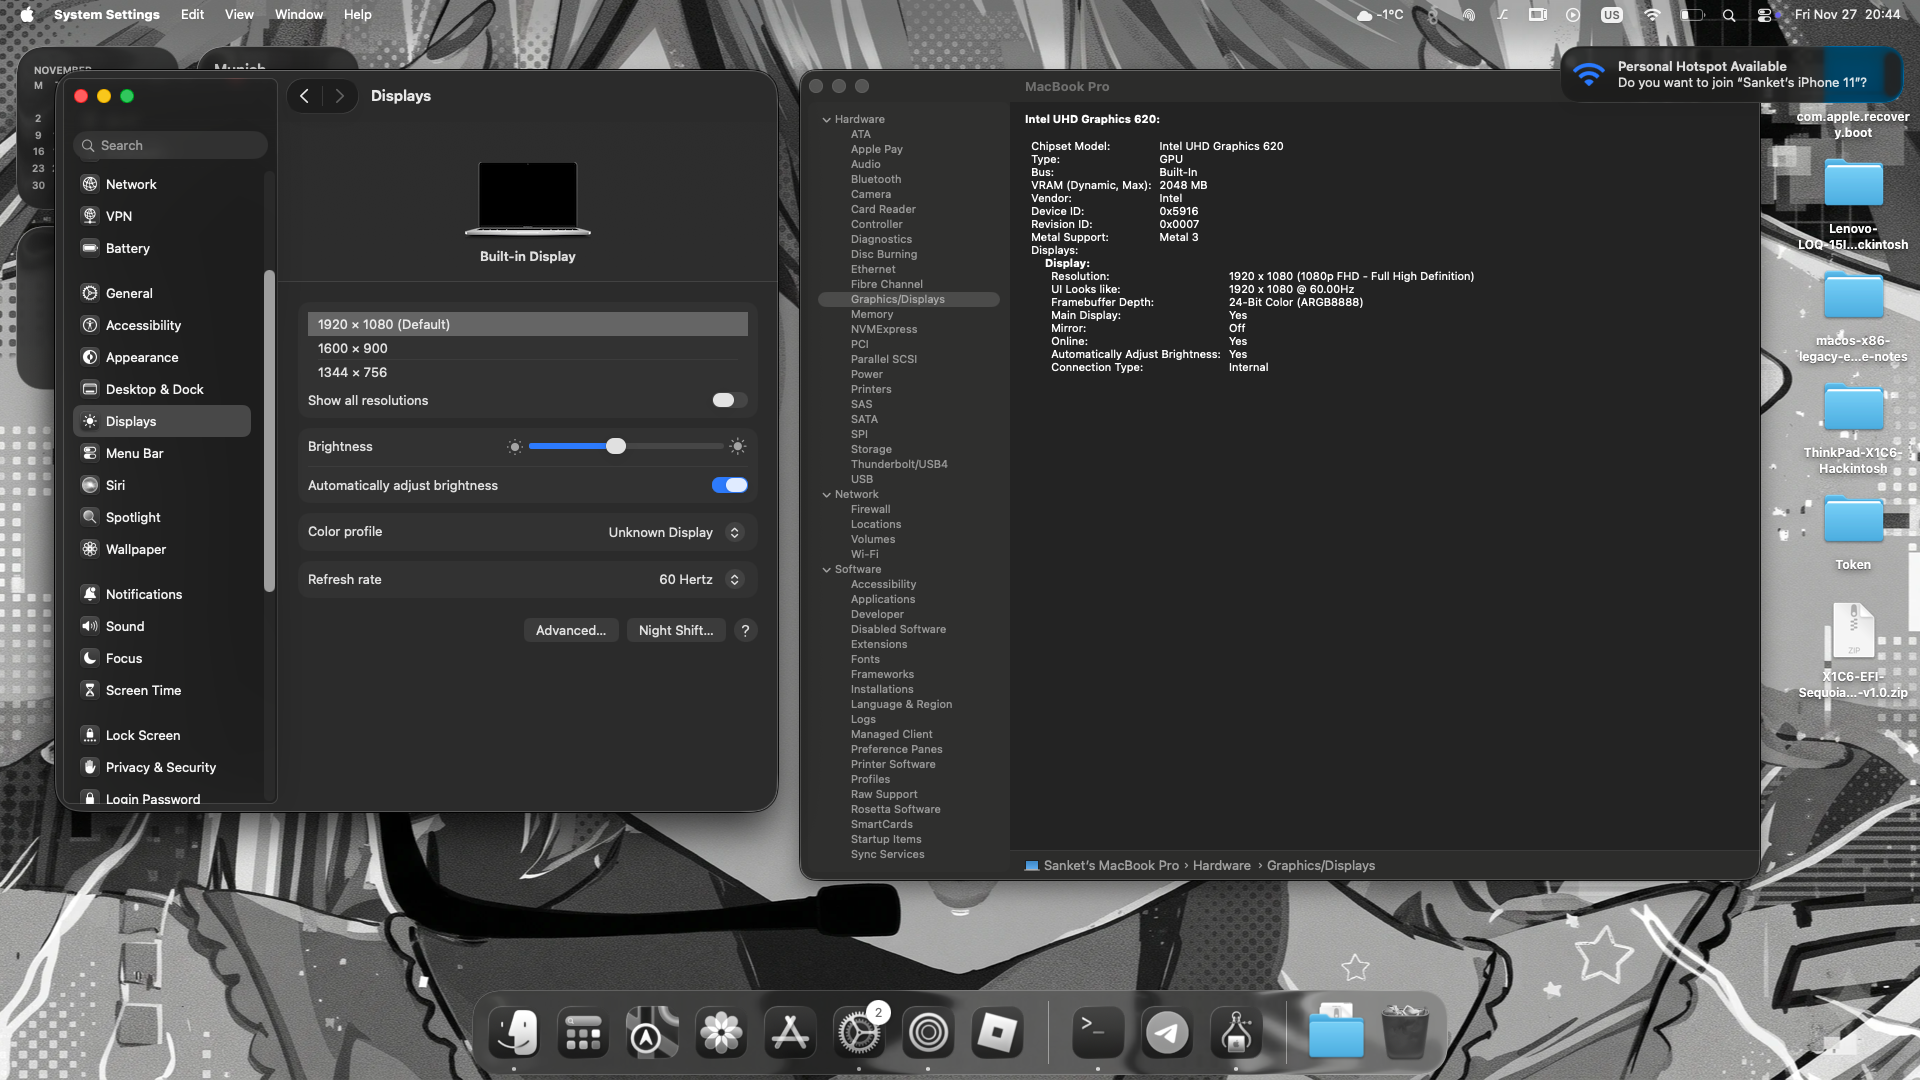 System Settings Edit View Window Help
-1°C
US
Fri Nov 27 20:44
NOVEMBER
M
2
9
16
23
30
Munich
Displays
Search
Network
VPN
Battery
General
Accessibility
Appearance
Desktop & Dock
Displays
Menu Bar
Siri
Spotlight
Wallpaper
Notifications
Sound
Focus
Screen Time
Lock Screen
Privacy & Security
Login Password
Built-in Display
1920 × 1080 (Default)
1600 × 900
1344 × 756
Show all resolutions
Brightness
Automatically adjust brightness
Color profile Unknown Display
Refresh rate 60 Hertz
Advanced... Night Shift... ?
MacBook Pro
Hardware
ATA
Apple Pay
Audio
Bluetooth
Camera
Card Reader
Controller
Diagnostics
Disc Burning
Ethernet
Fibre Channel
Graphics/Displays
Memory
NVMExpress
PCI
Parallel SCSI
Power
Printers
SAS
SATA
SPI
Storage
Thunderbolt/USB4
USB
Network
Firewall
Locations
Volumes
Wi-Fi
Software
Accessibility
Applications
Developer
Disabled Software
Extensions
Fonts
Frameworks
Installations
Language & Region
Logs
Managed Client
Preference Panes
Printer Software
Profiles
Raw Support
Rosetta Software
SmartCards
Startup Items
Sync Services
Intel UHD Graphics 620:
Chipset Model: Intel UHD Graphics 620
Type: GPU
Bus: Built-In
VRAM (Dynamic, Max): 2048 MB
Vendor: Intel
Device ID: 0x5916
Revision ID: 0x0007
Metal Support: Metal 3
Displays:
Display:
Resolution: 1920 x 1080 (1080p FHD - Full High Definition)
UI Looks like: 1920 x 1080 @ 60.00Hz
Framebuffer Depth: 24-Bit Color (ARGB8888)
Main Display: Yes
Mirror: Off
Online: Yes
Automatically Adjust Brightness: Yes
Connection Type: Internal
Sanket's MacBook Pro › Hardware › Graphics/Displays
Personal Hotspot Available
Do you want to join “Sanket's iPhone 11”?
com.apple.recover
y.boot
Lenovo-
LOQ-15I...ckintosh
macos-x86-
legacy-e...e-notes
ThinkPad-X1C6-
Hackintosh
Token
ZIP
X1C6-EFI-
Sequoia...-v1.0.zip
2
>_